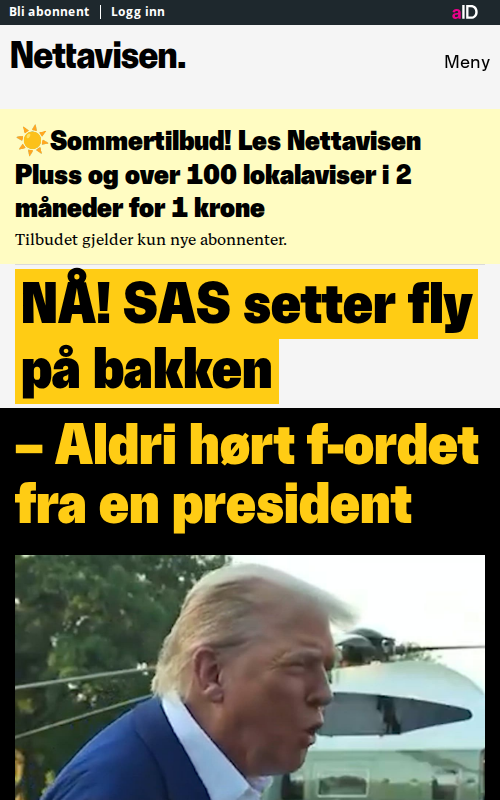 Bli abonnent | Logg inn
aID
Nettavisen.
Meny
☀️Sommertilbud! Les Nettavisen
Pluss og over 100 lokalaviser i 2
måneder for 1 krone
Tilbudet gjelder kun nye abonnenter.
NÅ! SAS setter fly
på bakken
– Aldri hørt f-ordet
fra en president